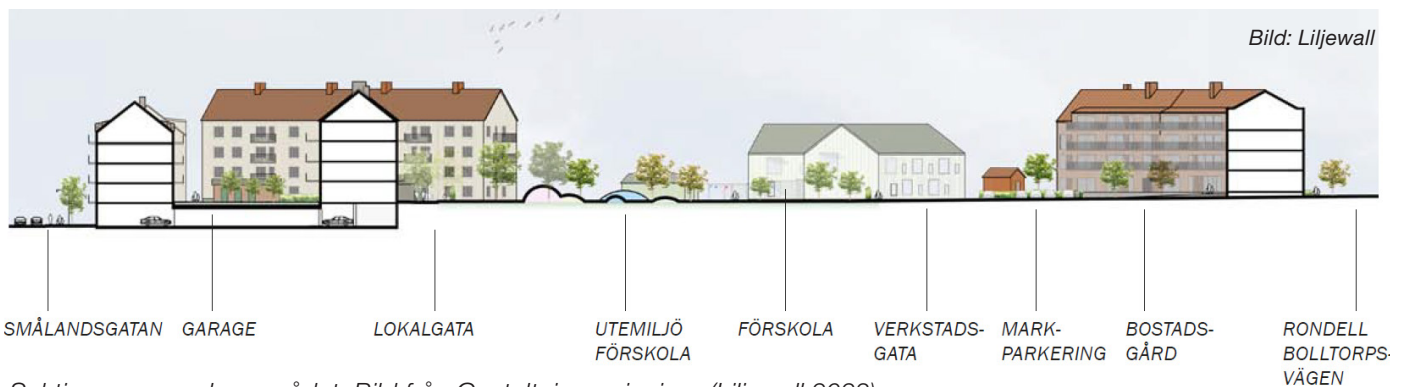 Bild: Liljewall
SMÅLANDSGATAN GARAGE LOKALGATA UTEMILJÖ FÖRSKOLA FÖRSKOLA VERKSTADS-GATA MARK-PARKERING BOSTADS-GÅRD RONDELL BOLLTORPS-VÄGEN